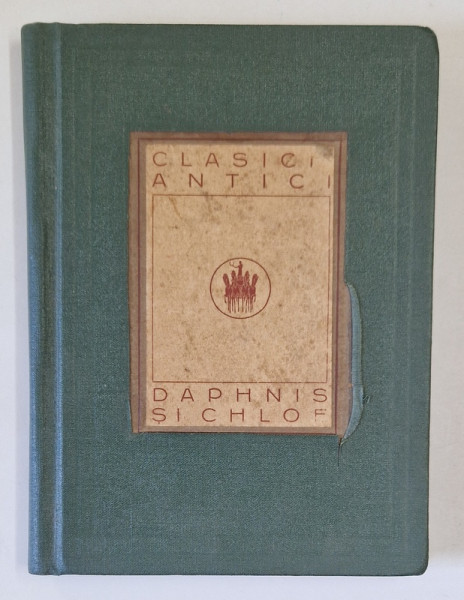 CLASICI
ANTICI
DAPHNIS
ȘI CHLOE